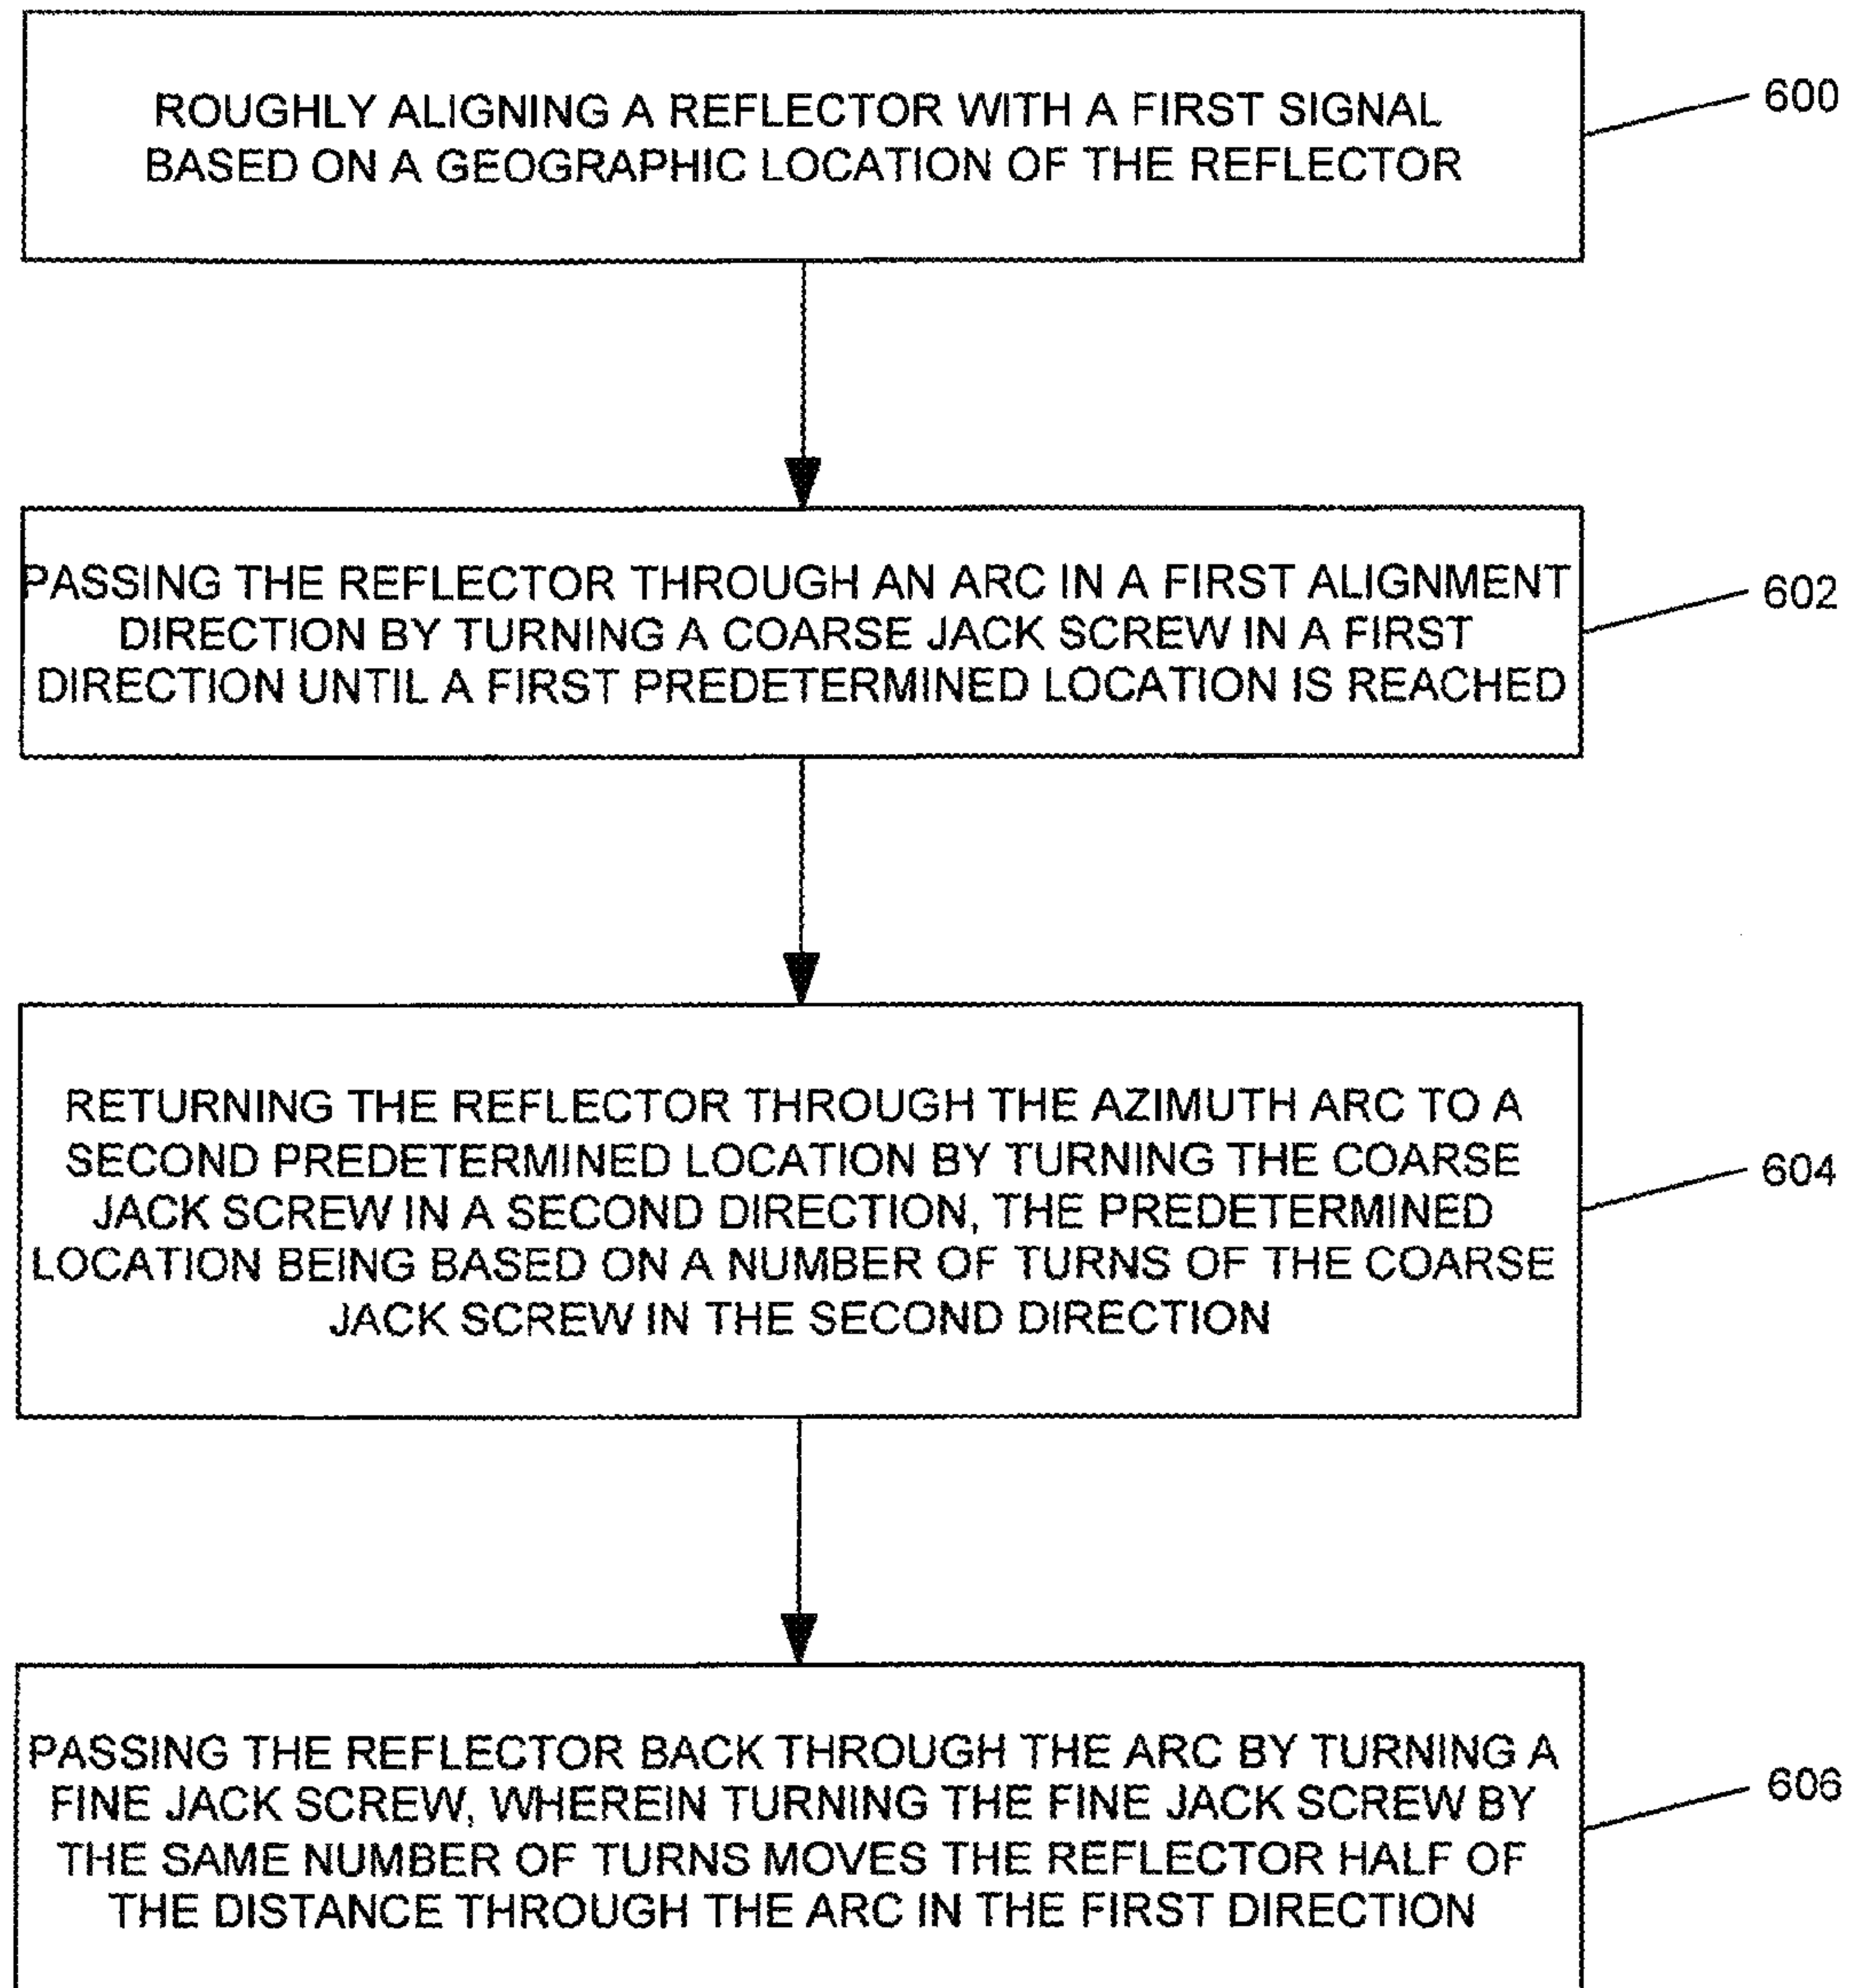 ROUGHLY ALIGNING A REFLECTOR WITH A FIRST SIGNAL
BASED ON A GEOGRAPHIC LOCATION OF THE REFLECTOR
600
PASSING THE REFLECTOR THROUGH AN ARC IN A FIRST ALIGNMENT
DIRECTION BY TURNING A COARSE JACK SCREW IN A FIRST
DIRECTION UNTIL A FIRST PREDETERMINED LOCATION IS REACHED
602
RETURNING THE REFLECTOR THROUGH THE AZIMUTH ARC TO A
SECOND PREDETERMINED LOCATION BY TURNING THE COARSE
JACK SCREW IN A SECOND DIRECTION, THE PREDETERMINED
LOCATION BEING BASED ON A NUMBER OF TURNS OF THE COARSE
JACK SCREW IN THE SECOND DIRECTION
604
PASSING THE REFLECTOR BACK THROUGH THE ARC BY TURNING A
FINE JACK SCREW, WHEREIN TURNING THE FINE JACK SCREW BY
THE SAME NUMBER OF TURNS MOVES THE REFLECTOR HALF OF
THE DISTANCE THROUGH THE ARC IN THE FIRST DIRECTION
606